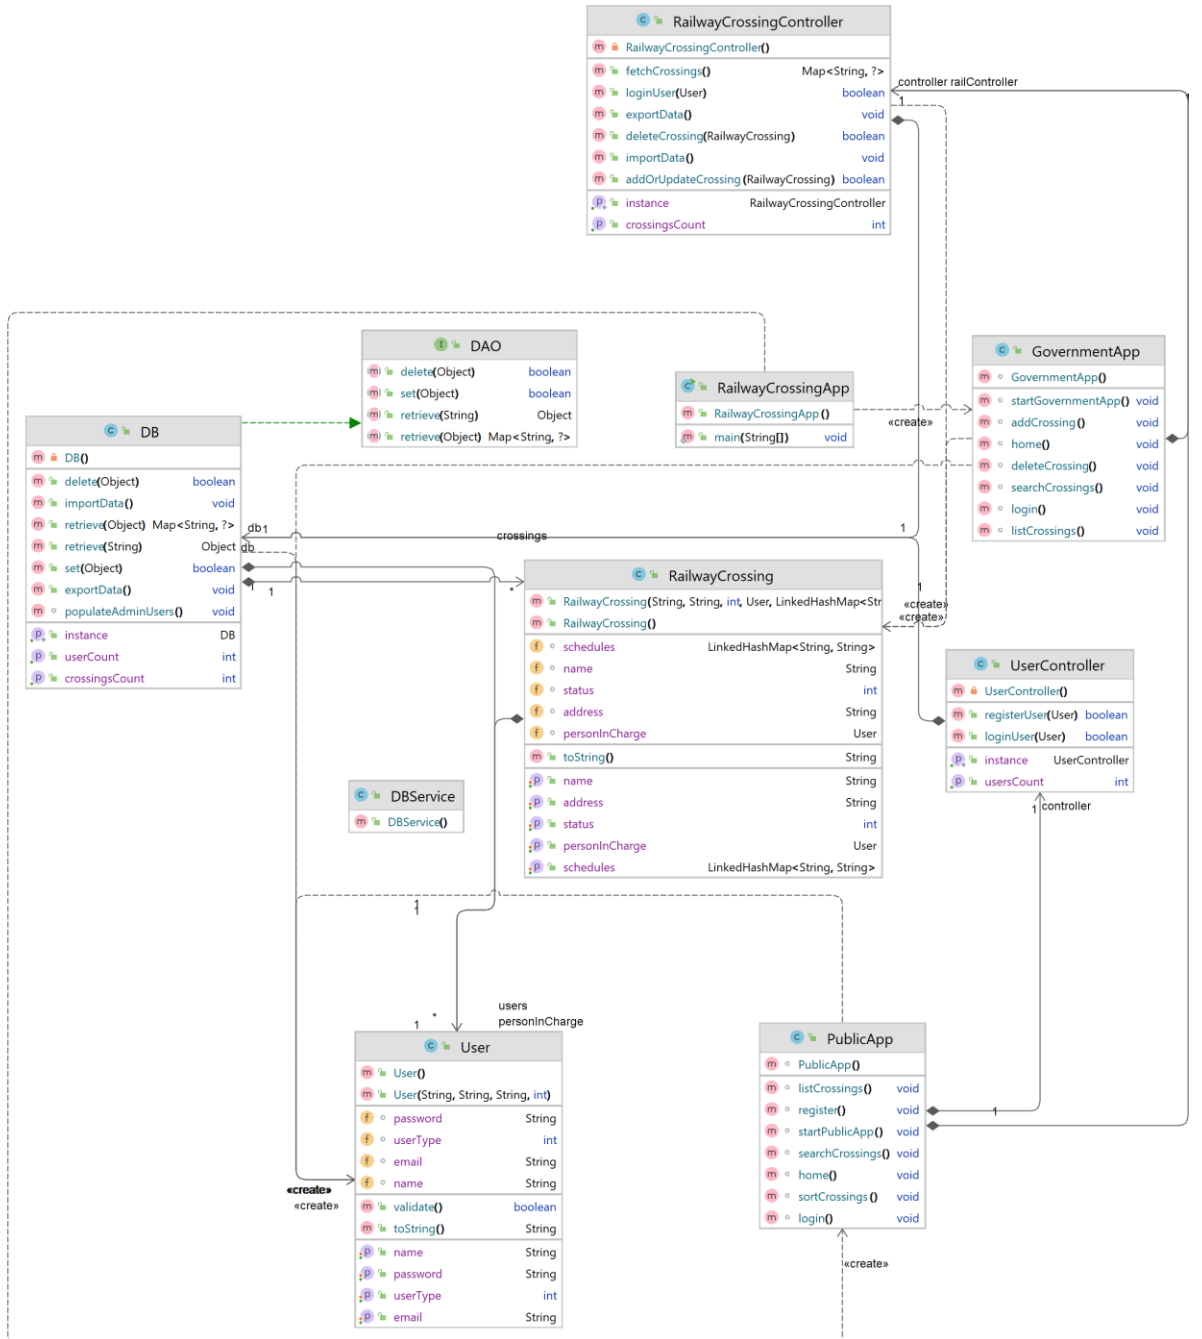 RailwayCrossingController
RailwayCrossingController()
fetchCrossings() Map<String, ?>
loginUser(User) boolean
exportData() void
deleteCrossing(RailwayCrossing) boolean
importData() void
addOrUpdateCrossing(RailwayCrossing) boolean
instance RailwayCrossingController
crossingsCount int
controller railController
1
DAO
delete(Object) boolean
set(Object) boolean
retrieve(String) Object
retrieve(Object) Map<String, ?>
RailwayCrossingApp
RailwayCrossingApp()
main(String[]) void
«create»
GovernmentApp
GovernmentApp()
startGovernmentApp() void
addCrossing() void
home() void
deleteCrossing() void
searchCrossings() void
login() void
listCrossings() void
DB
DB()
delete(Object) boolean
importData() void
retrieve(Object) Map<String, ?>
retrieve(String) Object
set(Object) boolean
exportData() void
populateAdminUsers() void
instance DB
userCount int
crossingsCount int
db 1
db
crossings
1
1
1
*
1
«create»
«create»
RailwayCrossing
RailwayCrossing(String, String, int, User, LinkedHashMap<Str
RailwayCrossing()
schedules LinkedHashMap<String, String>
name String
status int
address String
personInCharge User
toString() String
name String
address String
status int
personInCharge User
schedules LinkedHashMap<String, String>
UserController
UserController()
registerUser(User) boolean
loginUser(User) boolean
instance UserController
usersCount int
1 controller
DBService
DBService()
1
1
users
personInCharge
*
1
User
User()
User(String, String, String, int)
password String
userType int
email String
name String
validate() boolean
toString() String
name String
password String
userType int
email String
«create»
«create»
PublicApp
PublicApp()
listCrossings() void
register() void
startPublicApp() void
searchCrossings() void
home() void
sortCrossings() void
login() void
1
«create»